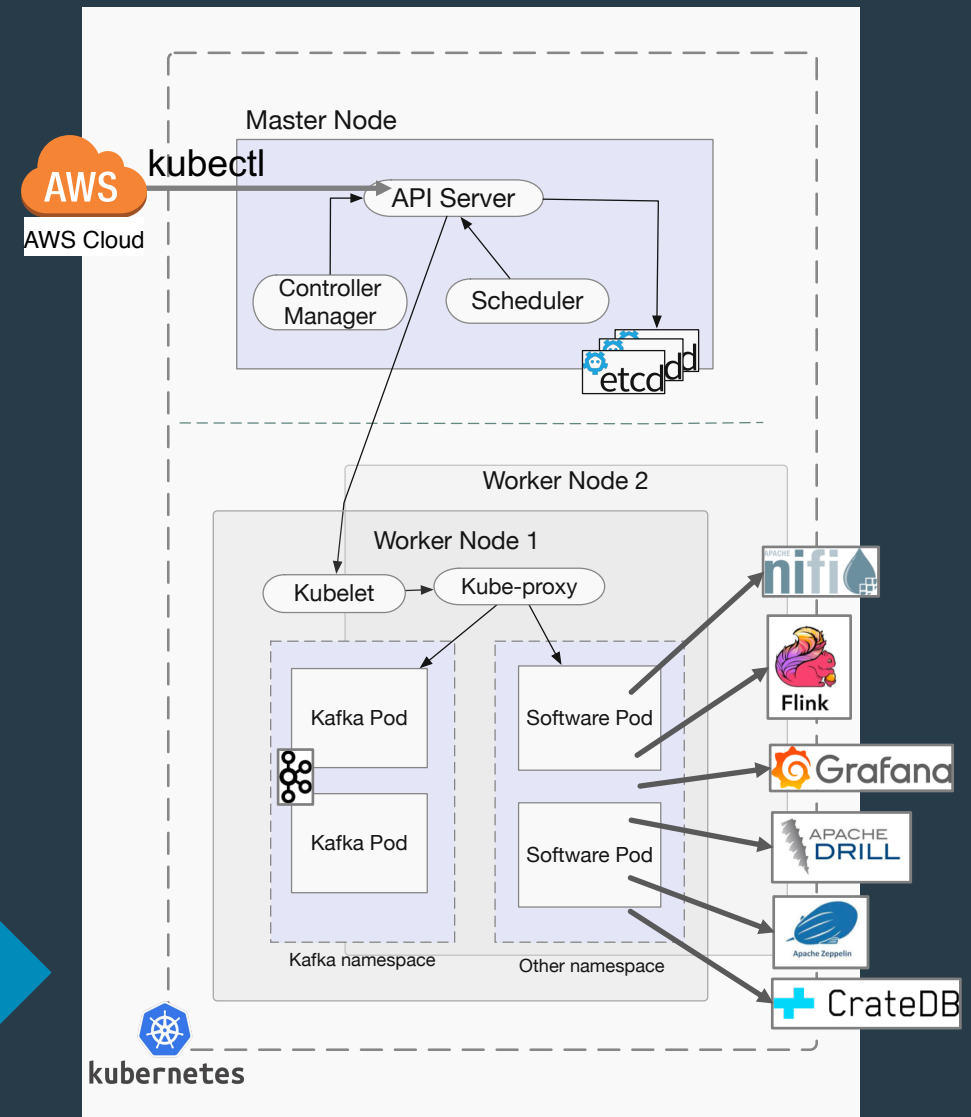 Master Node
kubectl
AWS
AWS Cloud
API Server
Controller
Manager
Scheduler
etcd
d
d
Worker Node 2
Worker Node 1
Kubelet
Kube-proxy
APACHE
nifi
Flink
Kafka Pod
Software Pod
Grafana
Kafka Pod
Software Pod
APACHE
DRILL
Apache Zeppelin
Kafka namespace
Other namespace
CrateDB
kubernetes